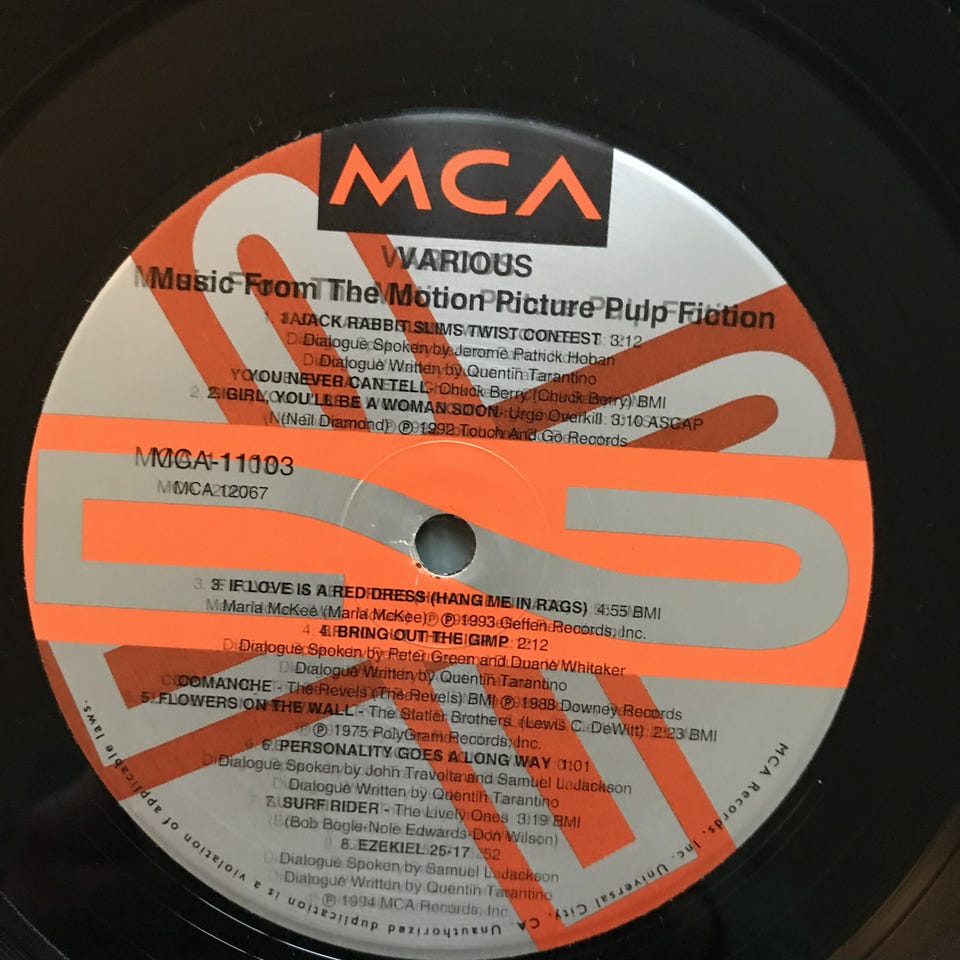 MCA
VARIOUS
Music From The Motion Picture Pulp Fiction
1. JACK RABBIT SLIMS TWIST CONTEST 3:12
Dialogue Spoken by Jerome Patrick Hoban
Dialogue Written by Quentin Tarantino
YOU NEVER CAN TELL - Chuck Berry (Chuck Berry) BMI
2. GIRL, YOU'LL BE A WOMAN SOON - Urge Overkill 3:10 ASCAP
(Neil Diamond) ℗ 1992 Touch And Go Records
MCA-11103
MCA 12067
3. IF LOVE IS A RED DRESS (HANG ME IN RAGS) 4:55 BMI
Maria McKee (Maria McKee) ℗ 1993 Geffen Records, Inc.
4. BRING OUT THE GIMP 2:12
Dialogue Spoken by Peter Green and Duane Whitaker
Dialogue Written by Quentin Tarantino
COMANCHE - The Revels (The Revels) BMI ℗ 1988 Downey Records
5. FLOWERS ON THE WALL - The Statler Brothers (Lewis C. DeWitt) 2:23 BMI
℗ 1975 PolyGram Records, Inc.
6. PERSONALITY GOES A LONG WAY 1:01
Dialogue Spoken by John Travolta and Samuel L. Jackson
Dialogue Written by Quentin Tarantino
7. SURF RIDER - The Lively Ones 3:19 BMI
(Bob Bogle-Nole Edwards-Don Wilson)
8. EZEKIEL 25-17 :52
Dialogue Spoken by Samuel L. Jackson
Dialogue Written by Quentin Tarantino
℗ 1994 MCA Records, Inc.
MCA Records, Inc. Universal City, CA. Unauthorized duplication is a violation of applicable laws.